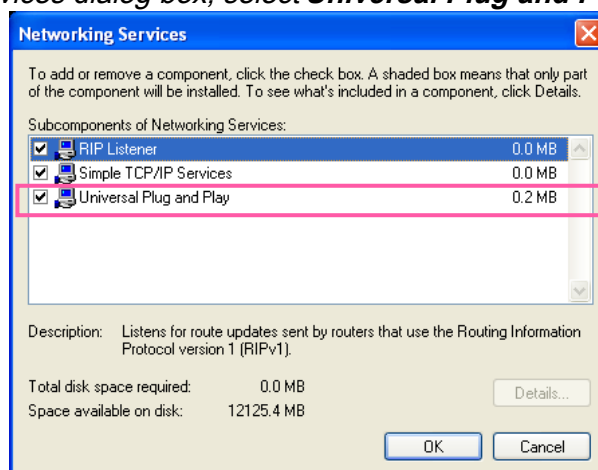 vices dialog box, select Universal Plug and P
Networking Services
To add or remove a component, click the check box. A shaded box means that only part
of the component will be installed. To see what's included in a component, click Details.
Subcomponents of Networking Services:
RIP Listener 0.0 MB
Simple TCP/IP Services 0.0 MB
Universal Plug and Play 0.2 MB
Description: Listens for route updates sent by routers that use the Routing Information
Protocol version 1 (RIPv1).
Total disk space required: 0.0 MB
Details...
Space available on disk: 12125.4 MB
OK Cancel